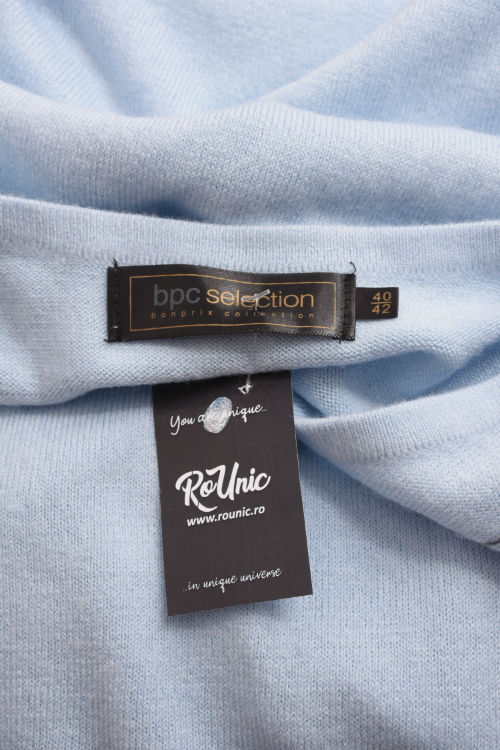 bpc selection
bonprix collection
40
42
You are unique...
RoUnic
www.rounic.ro
...in unique universe